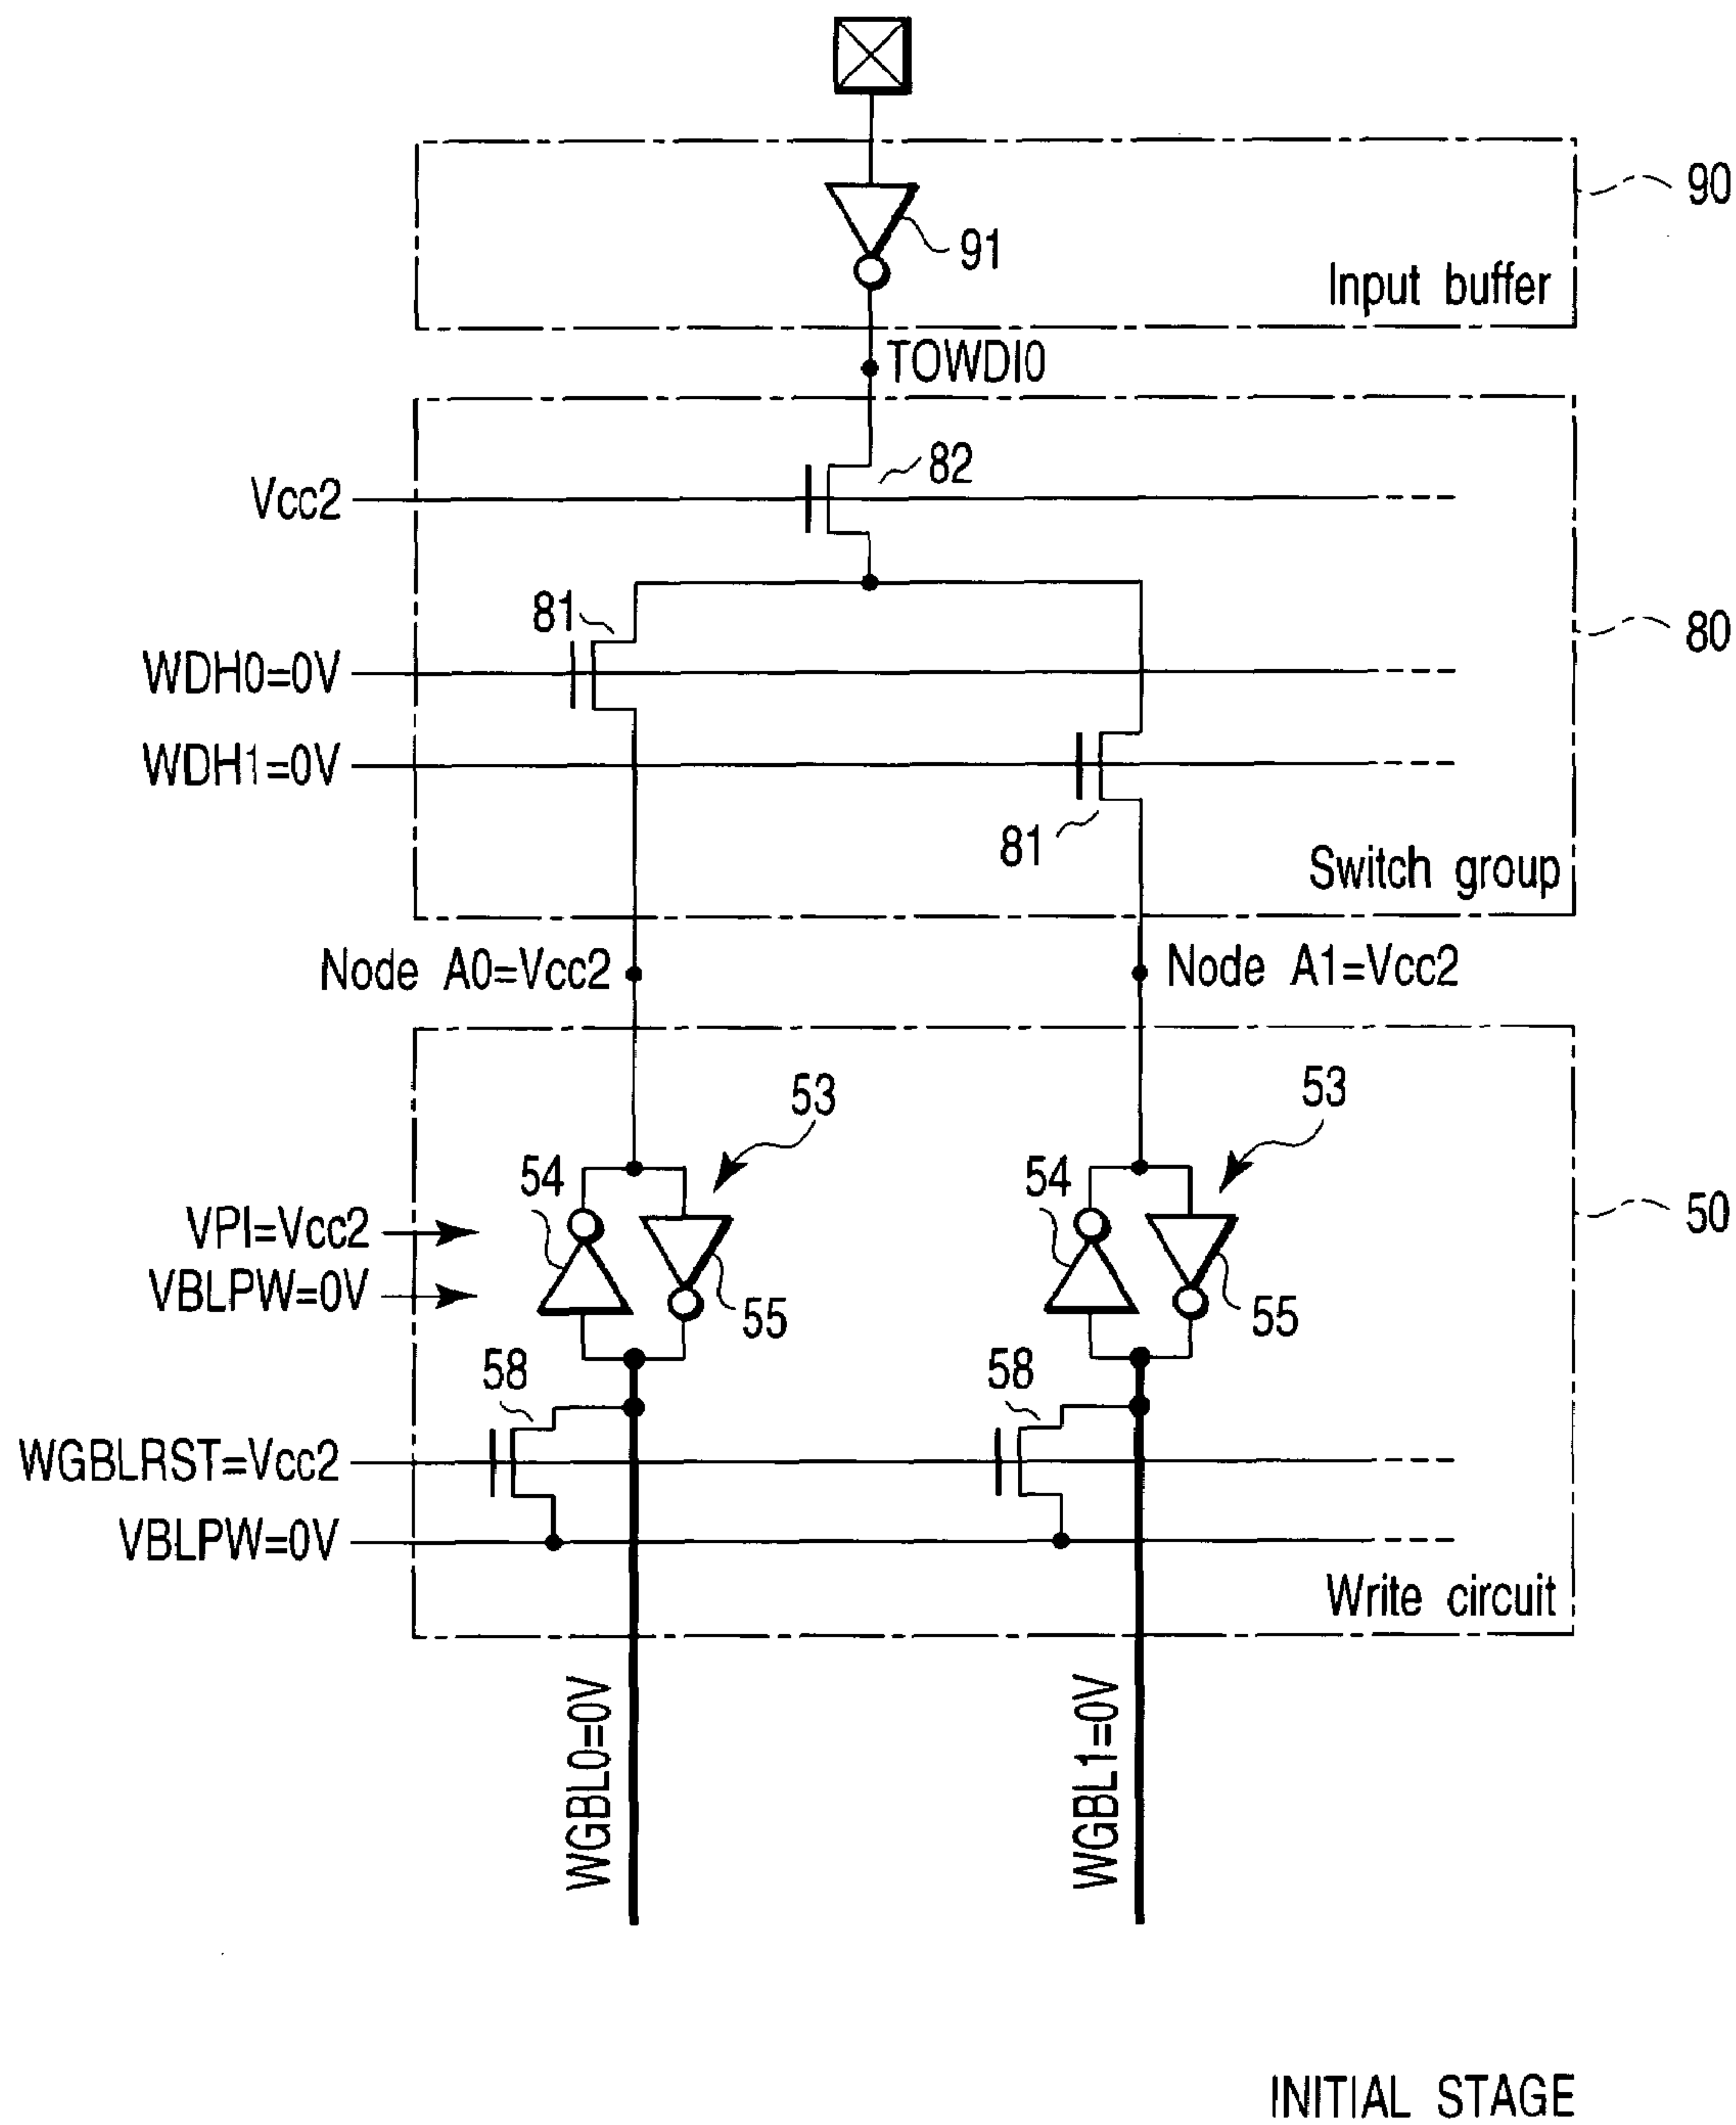 90
91
Input buffer
TOWDI0
82
Vcc2
81
80
WDH0=0V
WDH1=0V
81
Switch group
Node A0=Vcc2
Node A1=Vcc2
53
53
54
54
50
VPI=Vcc2
VBLPW=0V
55
55
58
58
WGBLRST=Vcc2
VBLPW=0V
Write circuit
WGBL0=0V
WGBL1=0V
INITIAL STAGE